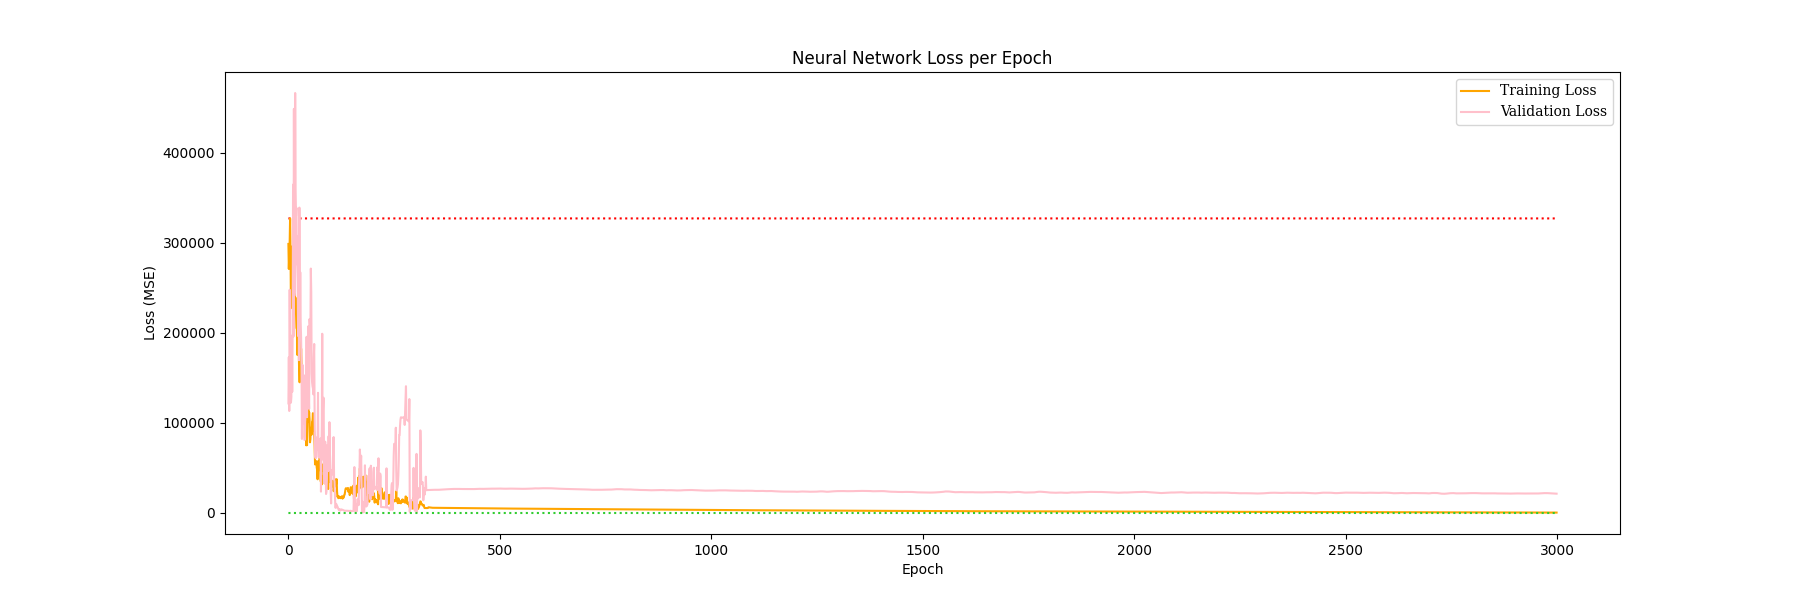 Neural Network Loss per Epoch
Training Loss
Validation Loss
400000
300000
200000
100000
0
Loss (MSE)
0
500
1000
1500
2000
2500
3000
Epoch